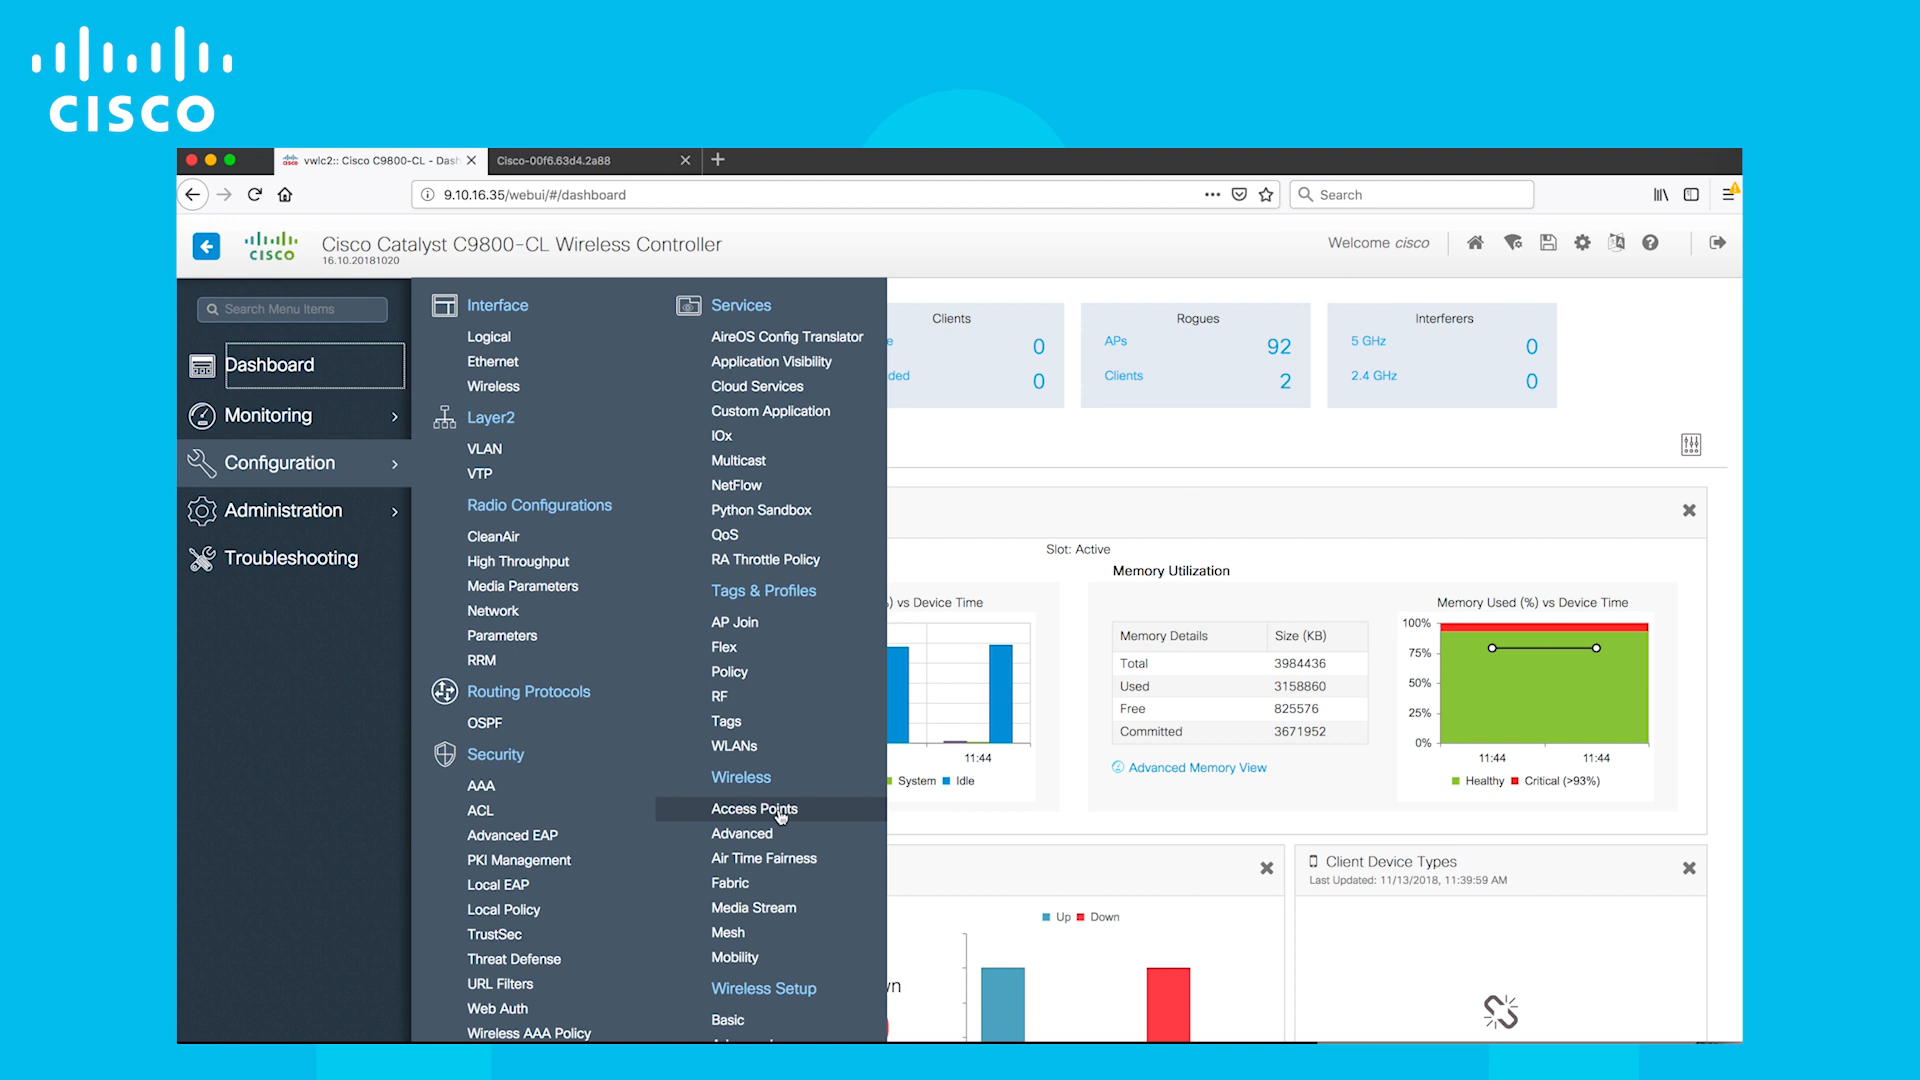 CISCO
vwlc2:: Cisco C9800-CL - Dash
Cisco-00f6.63d4.2a88
9.10.16.35/webui/#/dashboard
Search
CISCO
Cisco Catalyst C9800-CL Wireless Controller
16.10.20181020
Welcome cisco
Search Menu Items
Dashboard
Monitoring
Configuration
Administration
Troubleshooting
Interface
Logical
Ethernet
Wireless
Layer2
VLAN
VTP
Radio Configurations
CleanAir
High Throughput
Media Parameters
Network
Parameters
RRM
Routing Protocols
OSPF
Security
AAA
ACL
Advanced EAP
PKI Management
Local EAP
Local Policy
TrustSec
Threat Defense
URL Filters
Web Auth
Wireless AAA Policy
Services
AireOS Config Translator
Application Visibility
Cloud Services
Custom Application
IOx
Multicast
NetFlow
Python Sandbox
QoS
RA Throttle Policy
Tags & Profiles
AP Join
Flex
Policy
RF
Tags
WLANs
Wireless
Access Points
Advanced
Air Time Fairness
Fabric
Media Stream
Mesh
Mobility
Wireless Setup
Basic
Clients
e 0
ded 0
Rogues
APs 92
Clients 2
Interferers
5 GHz 0
2.4 GHz 0
Slot: Active
) vs Device Time
11:44
System Idle
Memory Utilization
Memory Details Size (KB)
Total 3984436
Used 3158860
Free 825576
Committed 3671952
Advanced Memory View
Memory Used (%) vs Device Time
100%
75%
50%
25%
0%
11:44 11:44
Healthy Critical (>93%)
Up Down
wn
Client Device Types
Last Updated: 11/13/2018, 11:39:59 AM